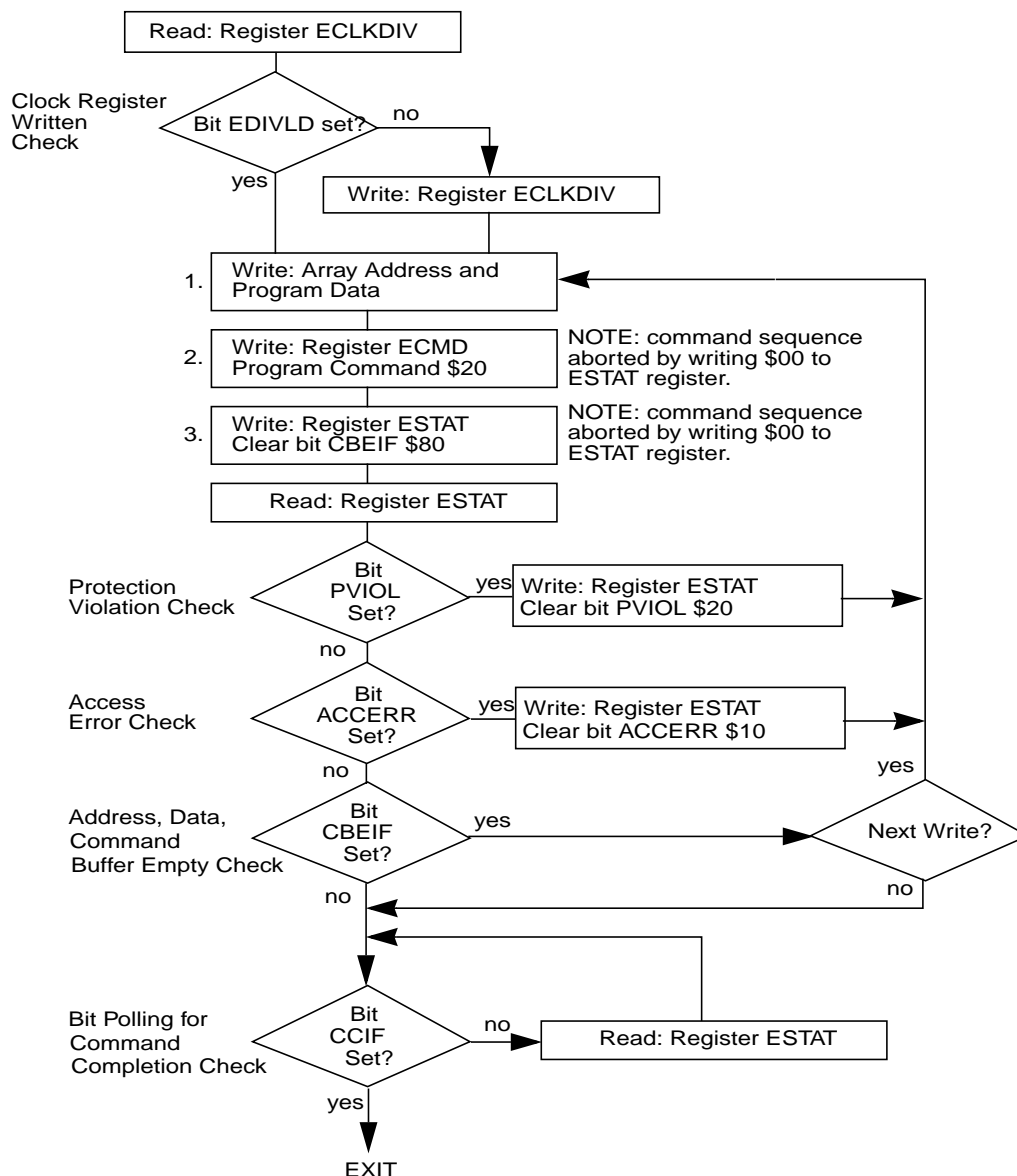 Read: Register ECLKDIV
Clock Register
Written
Check
Bit EDIVLD set?
no
yes
Write: Register ECLKDIV
1.
Write: Array Address and
Program Data
2.
Write: Register ECMD
Program Command $20
NOTE: command sequence
aborted by writing $00 to
ESTAT register.
3.
Write: Register ESTAT
Clear bit CBEIF $80
NOTE: command sequence
aborted by writing $00 to
ESTAT register.
Read: Register ESTAT
Protection
Violation Check
Bit
PVIOL
Set?
yes
Write: Register ESTAT
Clear bit PVIOL $20
no
Access
Error Check
Bit
ACCERR
Set?
yes
Write: Register ESTAT
Clear bit ACCERR $10
no
yes
Address, Data,
Command
Buffer Empty Check
Bit
CBEIF
Set?
yes
Next Write?
no
no
Bit Polling for
Command
Completion Check
Bit
CCIF
Set?
no
Read: Register ESTAT
yes
EXIT